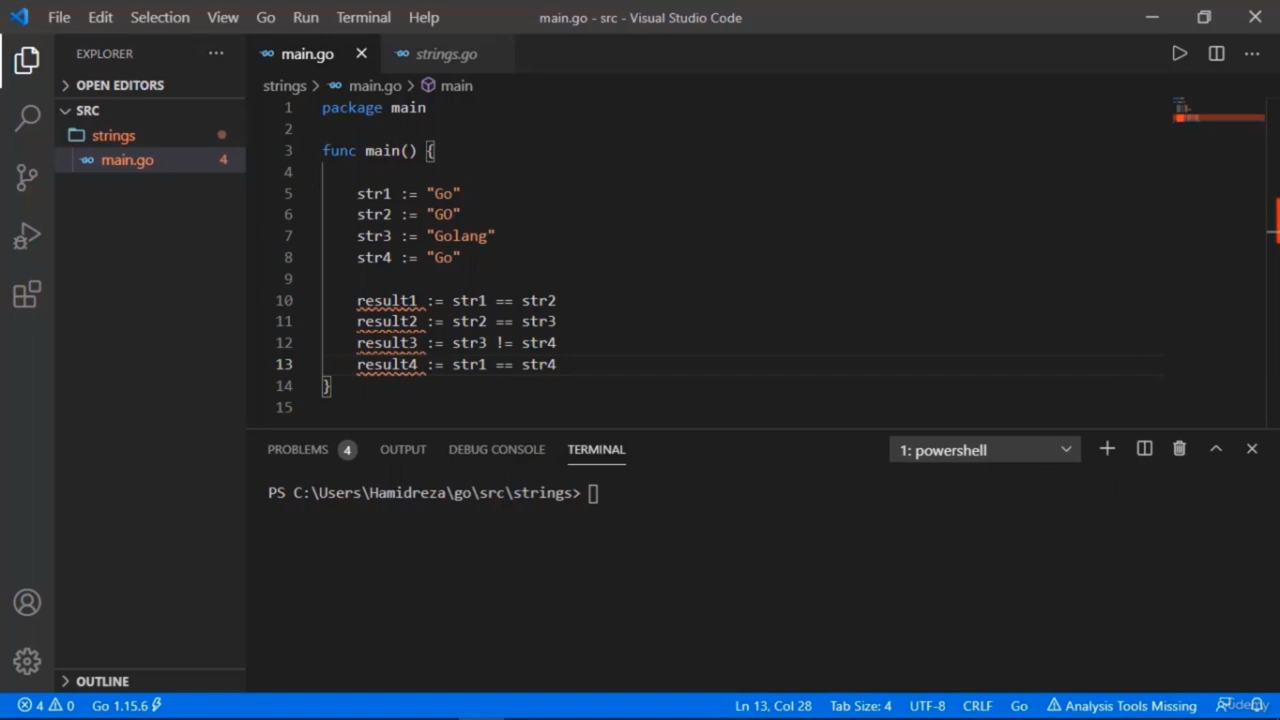 File Edit Selection View Go Run Terminal Help
main.go - src - Visual Studio Code
EXPLORER
OPEN EDITORS
SRC
strings
main.go 4
OUTLINE
main.go
strings.go
strings > main.go > main
1 package main
2
3 func main() {
4
5 str1 := "Go"
6 str2 := "GO"
7 str3 := "Golang"
8 str4 := "Go"
9
10 result1 := str1 == str2
11 result2 := str2 == str3
12 result3 := str3 != str4
13 result4 := str1 == str4
14 }
15
PROBLEMS 4 OUTPUT DEBUG CONSOLE TERMINAL
1: powershell
PS C:\Users\Hamidreza\go\src\strings>
4 0 Go 1.15.6
Ln 13, Col 28 Tab Size: 4 UTF-8 CRLF Go Analysis Tools Missing